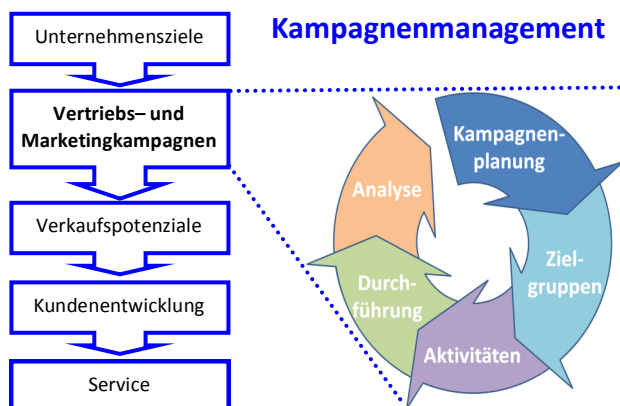 Kampagnenmanagement
Unternehmensziele
Vertriebs– und
Marketingkampagnen
Verkaufspotenziale
Kundenentwicklung
Service
Kampagnen-
planung
Ziel-
gruppen
Aktivitäten
Durch-
führung
Analyse